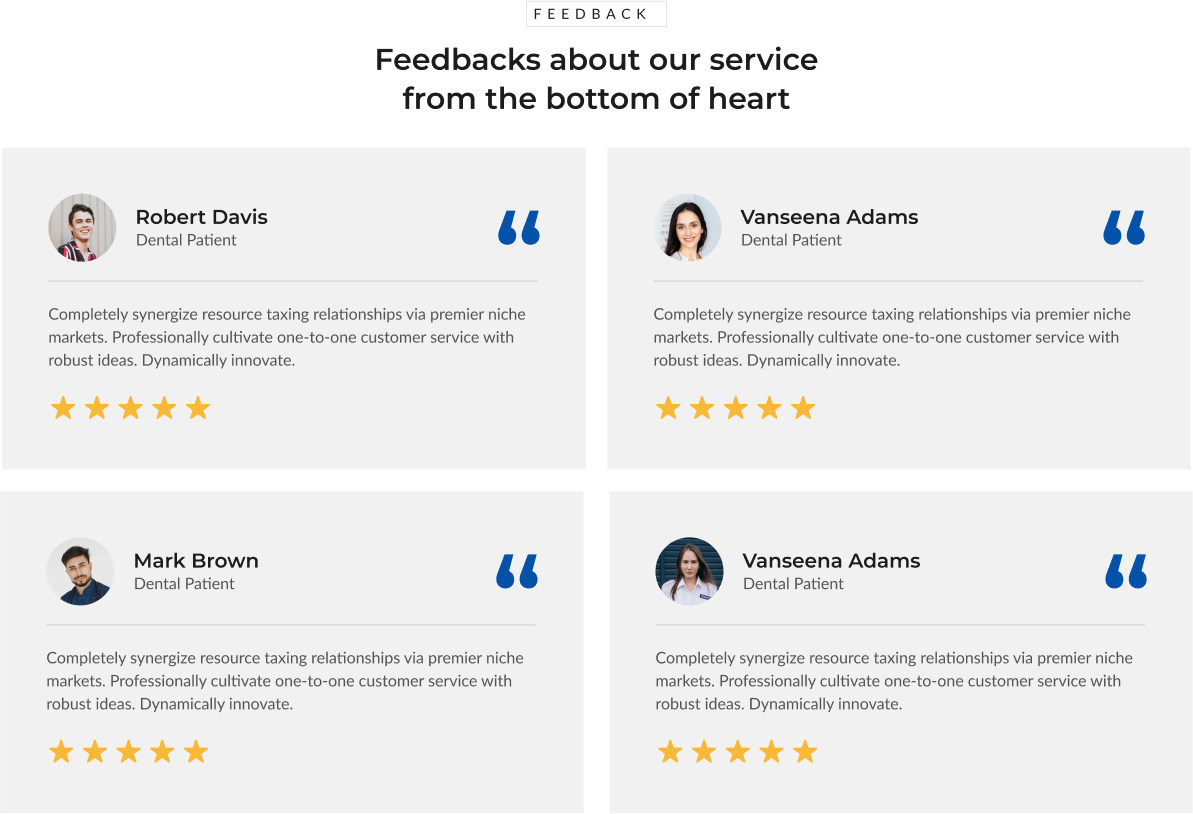 FEEDBACK
Feedbacks about our service
from the bottom of heart
Robert Davis
Dental Patient
Completely synergize resource taxing relationships via premier niche
markets. Professionally cultivate one-to-one customer service with
robust ideas. Dynamically innovate.
Vanseena Adams
Dental Patient
Completely synergize resource taxing relationships via premier niche
markets. Professionally cultivate one-to-one customer service with
robust ideas. Dynamically innovate.
Mark Brown
Dental Patient
Completely synergize resource taxing relationships via premier niche
markets. Professionally cultivate one-to-one customer service with
robust ideas. Dynamically innovate.
Vanseena Adams
Dental Patient
Completely synergize resource taxing relationships via premier niche
markets. Professionally cultivate one-to-one customer service with
robust ideas. Dynamically innovate.